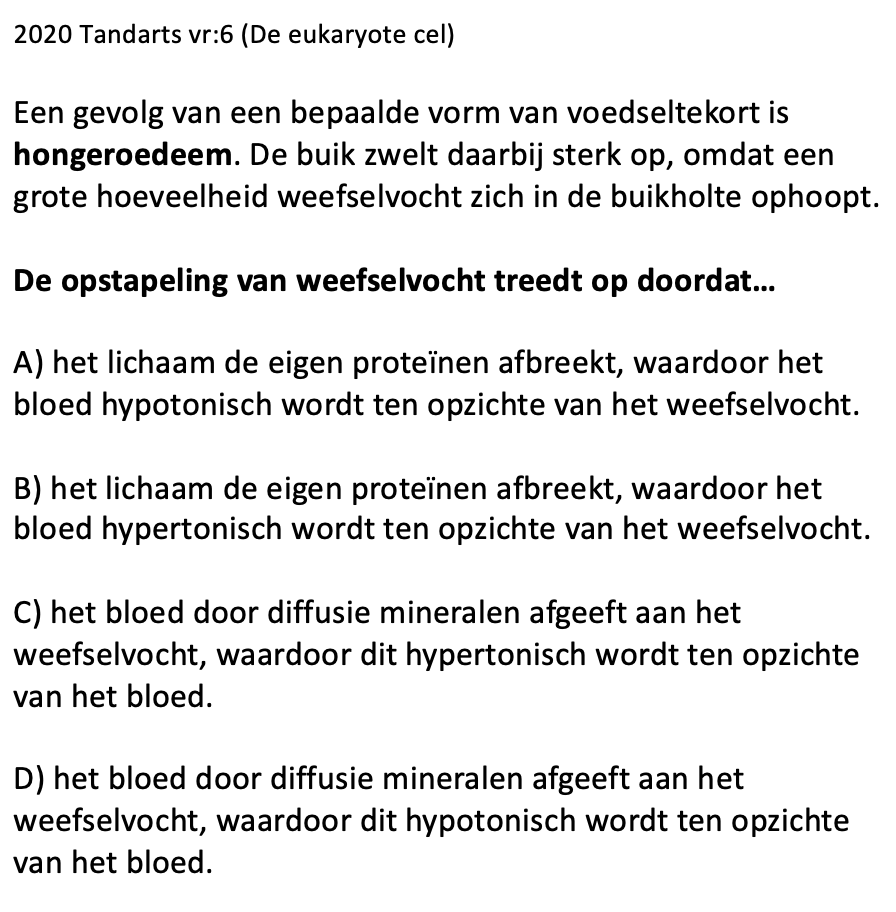 2020 Tandarts vr:6 (De eukaryote cel)
Een gevolg van een bepaalde vorm van voedseltekort is
hongeroedeem. De buik zwelt daarbij sterk op, omdat een
grote hoeveelheid weefselvocht zich in de buikholte ophoopt.
De opstapeling van weefselvocht treedt op doordat...
A) het lichaam de eigen proteïnen afbreekt, waardoor het
bloed hypotonisch wordt ten opzichte van het weefselvocht.
B) het lichaam de eigen proteïnen afbreekt, waardoor het
bloed hypertonisch wordt ten opzichte van het weefselvocht.
C) het bloed door diffusie mineralen afgeeft aan het
weefselvocht, waardoor dit hypertonisch wordt ten opzichte
van het bloed.
D) het bloed door diffusie mineralen afgeeft aan het
weefselvocht, waardoor dit hypotonisch wordt ten opzichte
van het bloed.